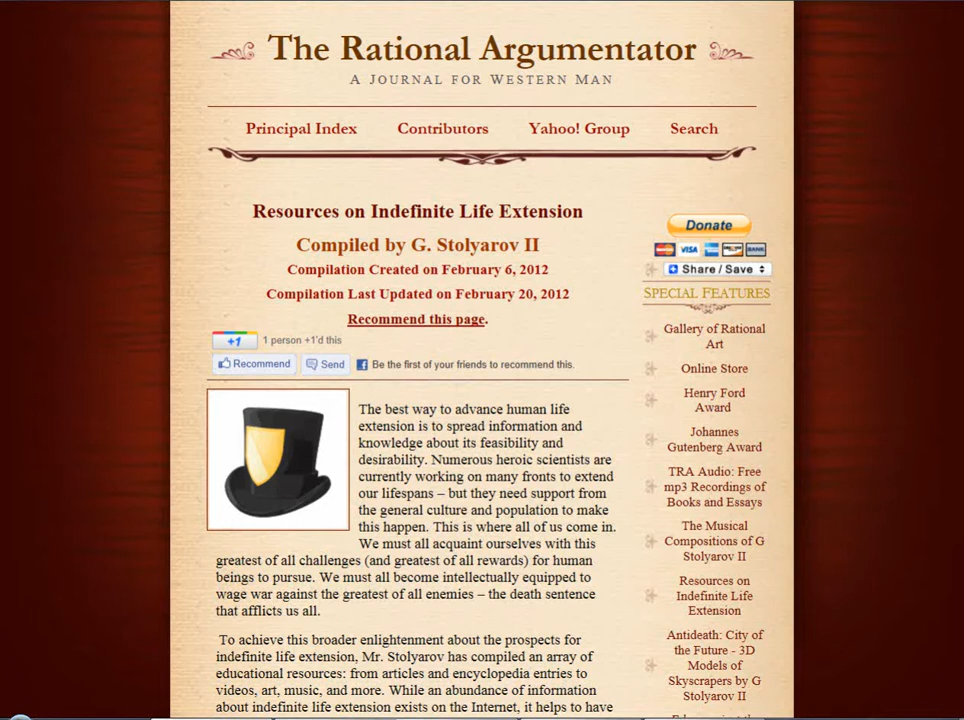 The Rational Argumentator
A Journal for Western Man
Principal Index Contributors Yahoo! Group Search
Resources on Indefinite Life Extension
Compiled by G. Stolyarov II
Compilation Created on February 6, 2012
Compilation Last Updated on February 20, 2012
Recommend this page.
+1 1 person +1'd this
Recommend Send Be the first of your friends to recommend this.
The best way to advance human life
extension is to spread information and
knowledge about its feasibility and
desirability. Numerous heroic scientists are
currently working on many fronts to extend
our lifespans – but they need support from
the general culture and population to make
this happen. This is where all of us come in.
We must all acquaint ourselves with this
greatest of all challenges (and greatest of all rewards) for human
beings to pursue. We must all become intellectually equipped to
wage war against the greatest of all enemies – the death sentence
that afflicts us all.
To achieve this broader enlightenment about the prospects for
indefinite life extension, Mr. Stolyarov has compiled an array of
educational resources: from articles and encyclopedia entries to
videos, art, music, and more. While an abundance of information
about indefinite life extension exists on the Internet, it helps to have
Donate
VISA BANK
Share / Save
Special Features
Gallery of Rational
Art
Online Store
Henry Ford
Award
Johannes
Gutenberg Award
TRA Audio: Free
mp3 Recordings of
Books and Essays
The Musical
Compositions of G
Stolyarov II
Resources on
Indefinite Life
Extension
Antideath: City of
the Future - 3D
Models of
Skyscrapers by G
Stolyarov II